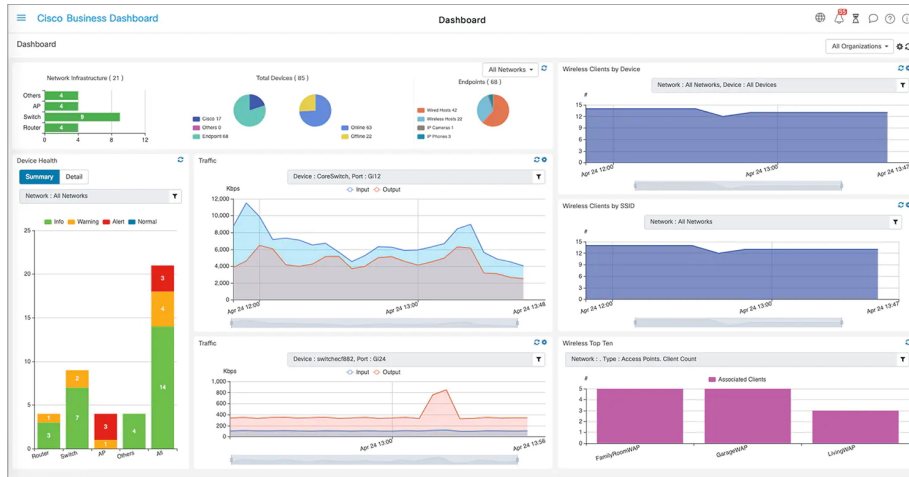 Cisco Business Dashboard
Dashboard
55
Dashboard
All Organizations
All Networks
Network Infrastructure ( 21 )
Others 4
AP 4
Switch 9
Router 4
0 4 8 12
Total Devices ( 85 )
Cisco 17
Others 0
Endpoint 68
Online 63
Offline 22
Endpoints ( 68 )
Wired Hosts 42
Wireless Hosts 22
IP Cameras 1
IP Phones 3
Wireless Clients by Device
Network : All Networks, Device : All Devices
#
15
12
9
6
3
0
Apr 24 12:00 Apr 24 13:00 Apr 24 13:47
Device Health
Summary Detail
Network : All Networks
Info Warning Alert Normal
25
20
15
10
5
0
1
3
2
7
3
1
4
3
4
14
Router Switch AP Others All
Traffic
Device : CoreSwitch, Port : Gi12
Input Output
Kbps
12,000
10,000
8,000
6,000
4,000
2,000
0
Apr 24 12:00 Apr 24 13:00 Apr 24 13:48
Wireless Clients by SSID
Network : All Networks
#
15
12
9
6
3
0
Apr 24 12:00 Apr 24 13:00 Apr 24 13:47
Traffic
Device : switchecf882, Port : Gi24
Input Output
Kbps
1,000
800
600
400
200
0
Apr 24 13:00 Apr 24 13:56
Wireless Top Ten
Network: . Type : Access Points. Client Count
Associated Clients
#
5
4
3
2
1
0
FamilyRoomWAP GarageWAP LivingWAP